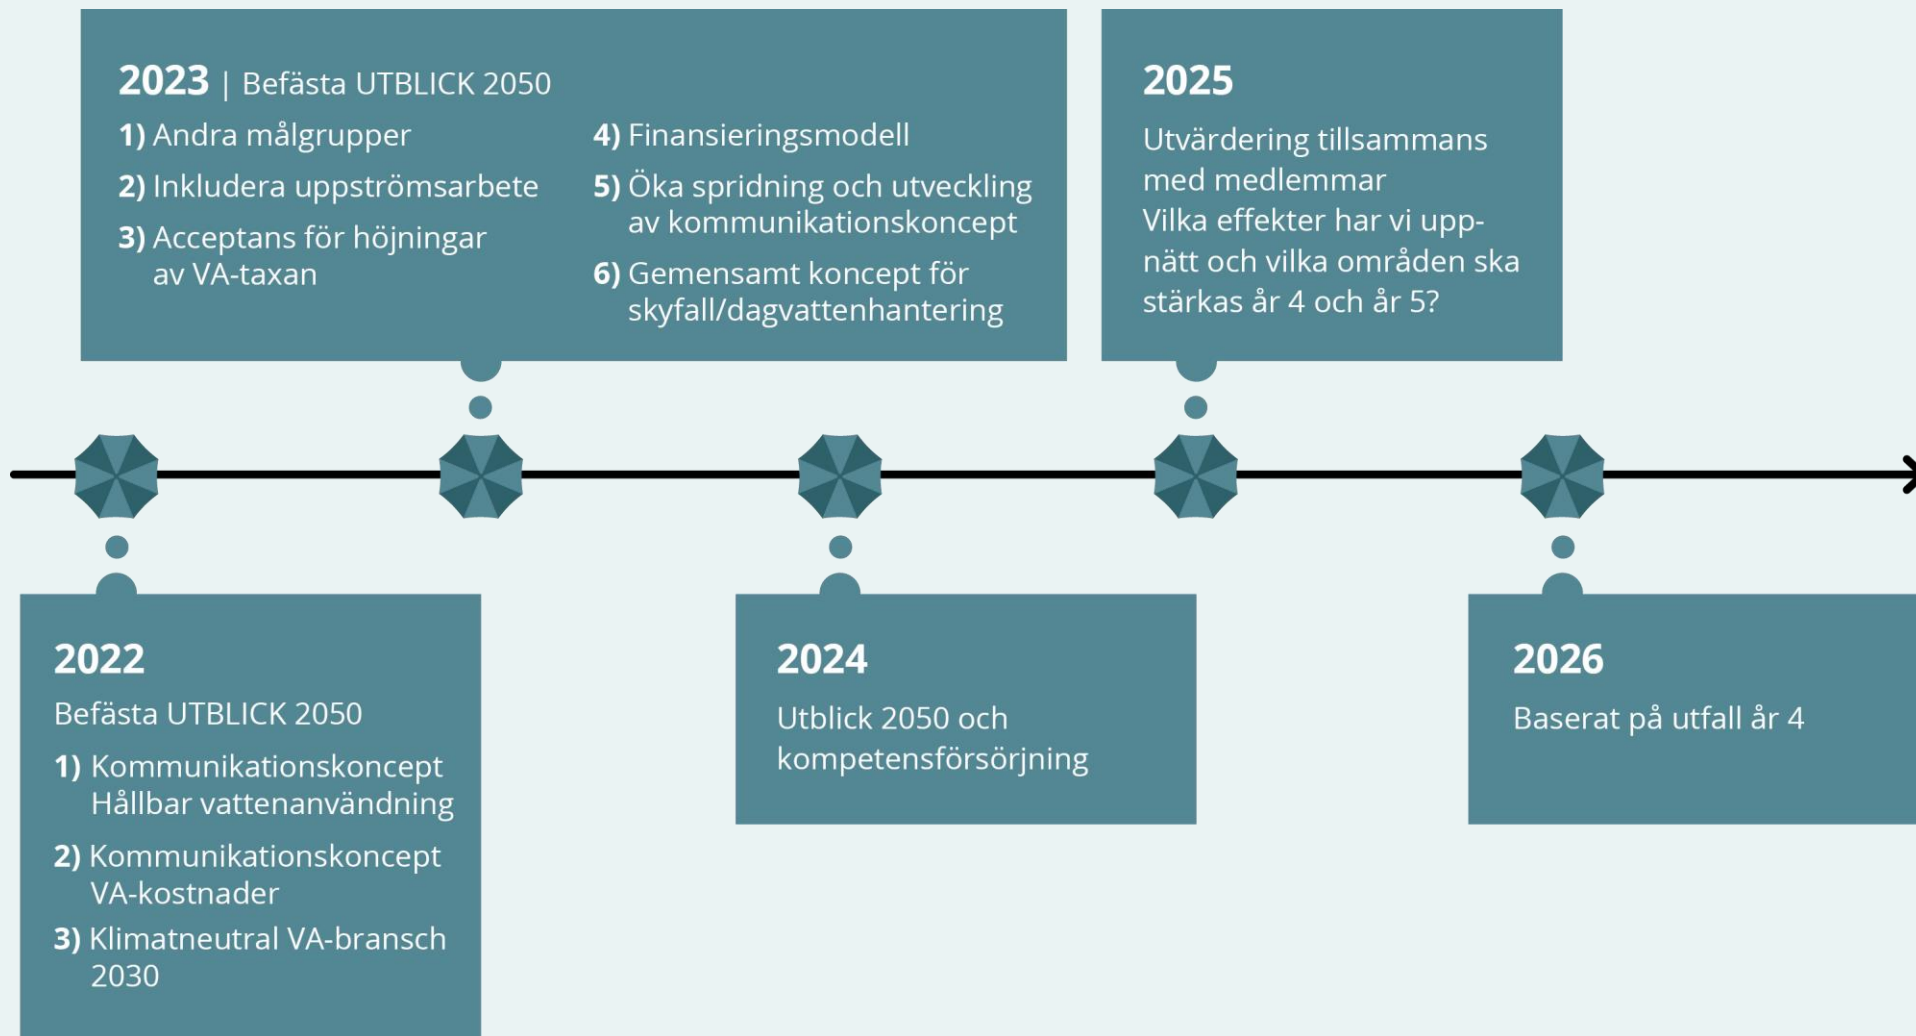 2023 | Befästa UTBLICK 2050
1) Andra målgrupper
2) Inkludera uppströmsarbete
3) Acceptans för höjningar
av VA-taxan
4) Finansieringsmodell
5) Öka spridning och utveckling
av kommunikationskoncept
6) Gemensamt koncept för
skyfall/dagvattenhantering
2025
Utvärdering tillsammans
med medlemmar
Vilka effekter har vi upp-
nått och vilka områden ska
stärkas år 4 och år 5?
2022
Befästa UTBLICK 2050
1) Kommunikationskoncept
Hållbar vattenanvändning
2) Kommunikationskoncept
VA-kostnader
3) Klimatneutral VA-bransch
2030
2024
Utblick 2050 och
kompetensförsörjning
2026
Baserat på utfall år 4